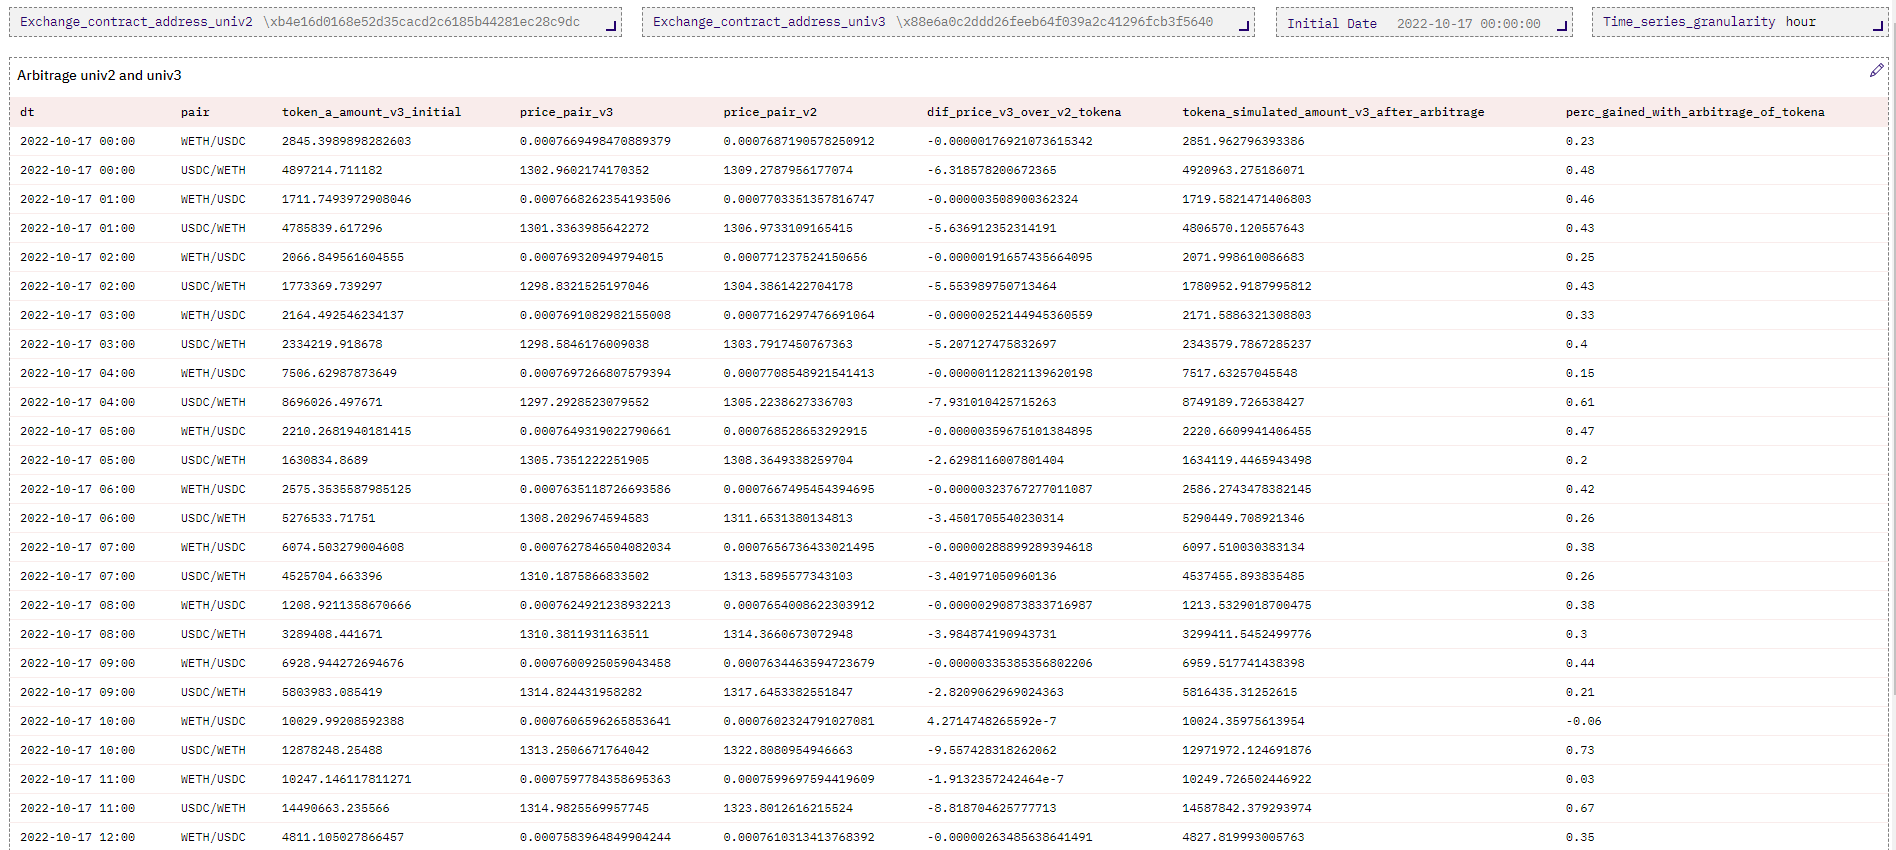 Exchange_contract_address_univ2 \xb4e16d0168e52d35cacd2c6185b44281ec28c9dc Exchange_contract_address_univ3 \x88e6a0c2ddd26feeb64f039a2c41296fcb3f5640 Initial Date 2022-10-17 00:00:00 Time_series_granularity hour
Arbitrage univ2 and univ3
dt pair token_a_amount_v3_initial price_pair_v3 price_pair_v2 dif_price_v3_over_v2_tokena tokena_simulated_amount_v3_after_arbitrage perc_gained_with_arbitrage_of_tokena
2022-10-17 00:00 WETH/USDC 2845.3989898282603 0.0007669498470889379 0.0007687190578250912 -0.00000176921073615342 2851.962796393386 0.23
2022-10-17 00:00 USDC/WETH 4897214.711182 1302.9602174170352 1309.2787956177074 -6.318578200672365 4920963.275186071 0.48
2022-10-17 01:00 WETH/USDC 1711.7493972908046 0.0007668262354193506 0.0007703351357816747 -0.000003508900362324 1719.5821471406803 0.46
2022-10-17 01:00 USDC/WETH 4785839.617296 1301.3363985642272 1306.9733109165415 -5.636912352314191 4806570.120557643 0.43
2022-10-17 02:00 WETH/USDC 2066.849561604555 0.000769320949794015 0.000771237524150656 -0.00000191657435664095 2071.998610086683 0.25
2022-10-17 02:00 USDC/WETH 1773369.739297 1298.8321525197046 1304.3861422704178 -5.553989750713464 1780952.9187995812 0.43
2022-10-17 03:00 WETH/USDC 2164.492546234137 0.0007691082982155008 0.0007716297476691064 -0.00000252144945360559 2171.5886321308803 0.33
2022-10-17 03:00 USDC/WETH 2334219.918678 1298.5846176009038 1303.7917450767363 -5.207127475832697 2343579.7867285237 0.4
2022-10-17 04:00 WETH/USDC 7506.62987873649 0.0007697266807579394 0.0007708548921541413 -0.00000112821139620198 7517.63257045548 0.15
2022-10-17 04:00 USDC/WETH 8696026.497671 1297.2928523079552 1305.2238627336703 -7.931010425715263 8749189.726538427 0.61
2022-10-17 05:00 WETH/USDC 2210.2681940181415 0.0007649319022790661 0.000768528653292915 -0.00000359675101384895 2220.6609941406455 0.47
2022-10-17 05:00 USDC/WETH 1630834.8689 1305.7351222251905 1308.3649338259704 -2.6298116007801404 1634119.4465943498 0.2
2022-10-17 06:00 WETH/USDC 2575.3535587985125 0.0007635118726693586 0.0007667495454394695 -0.00000323767277011087 2586.2743478382145 0.42
2022-10-17 06:00 USDC/WETH 5276533.71751 1308.2029674594583 1311.6531380134813 -3.4501705540230314 5290449.708921346 0.26
2022-10-17 07:00 WETH/USDC 6074.503279004608 0.0007627846504082034 0.0007656736433021495 -0.00000288899289394618 6097.510030383134 0.38
2022-10-17 07:00 USDC/WETH 4525704.663396 1310.1875866833502 1313.5895577343103 -3.401971050960136 4537455.893835485 0.26
2022-10-17 08:00 WETH/USDC 1208.9211358670666 0.0007624921238932213 0.0007654008622303912 -0.00000290873833716987 1213.5329018700475 0.38
2022-10-17 08:00 USDC/WETH 3289408.441671 1310.3811931163511 1314.3660673072948 -3.984874190943731 3299411.5452499776 0.3
2022-10-17 09:00 WETH/USDC 6928.944272694676 0.0007600925059043458 0.0007634463594723679 -0.00000335385356802206 6959.517741438398 0.44
2022-10-17 09:00 USDC/WETH 5803983.085419 1314.824431958282 1317.6453382551847 -2.8209062969024363 5816435.31252615 0.21
2022-10-17 10:00 WETH/USDC 10029.99208592388 0.0007606596265853641 0.0007602324791027081 4.2714748265592e-7 10024.35975613954 -0.06
2022-10-17 10:00 USDC/WETH 12878248.25488 1313.2506671764042 1322.8080954946663 -9.557428318262062 12971972.124691876 0.73
2022-10-17 11:00 WETH/USDC 10247.146117811271 0.0007597784358695363 0.0007599697594419609 -1.9132357242464e-7 10249.726502446922 0.03
2022-10-17 11:00 USDC/WETH 14490663.235566 1314.9825569957745 1323.8012616215524 -8.818704625777713 14587842.379293974 0.67
2022-10-17 12:00 WETH/USDC 4811.105027866457 0.0007583964849904244 0.0007610313413768392 -0.00000263485638641491 4827.819993005763 0.35